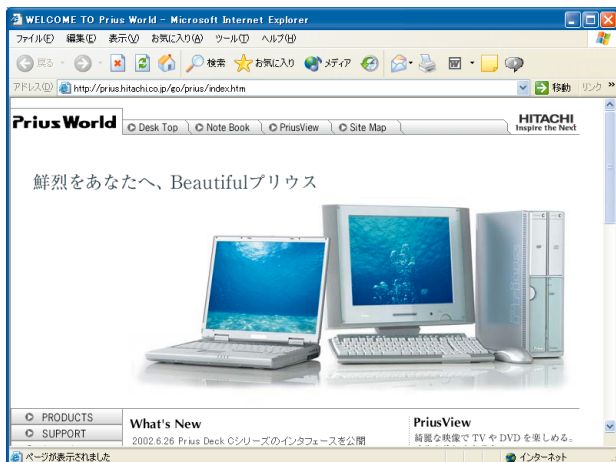 WELCOME TO Prius World - Microsoft Internet Explorer
ファイル(F) 編集(E) 表示(V) お気に入り(A) ツール(T) ヘルプ(H)
戻る 検索 お気に入り メディア
アドレス(D) http://prius.hitachi.co.jp/go/prius/index.htm 移動 リンク »
Prius World Desk Top Note Book PriusView Site Map HITACHI
Inspire the Next
鮮烈をあなたへ、Beautifulプリウス
PRODUCTS
SUPPORT
What's New
2002.6.26 Prius Deck Cシリーズのインタフェースを公開
PriusView
綺麗な映像で TV や DVD を楽しめる。
ページが表示されました インターネット